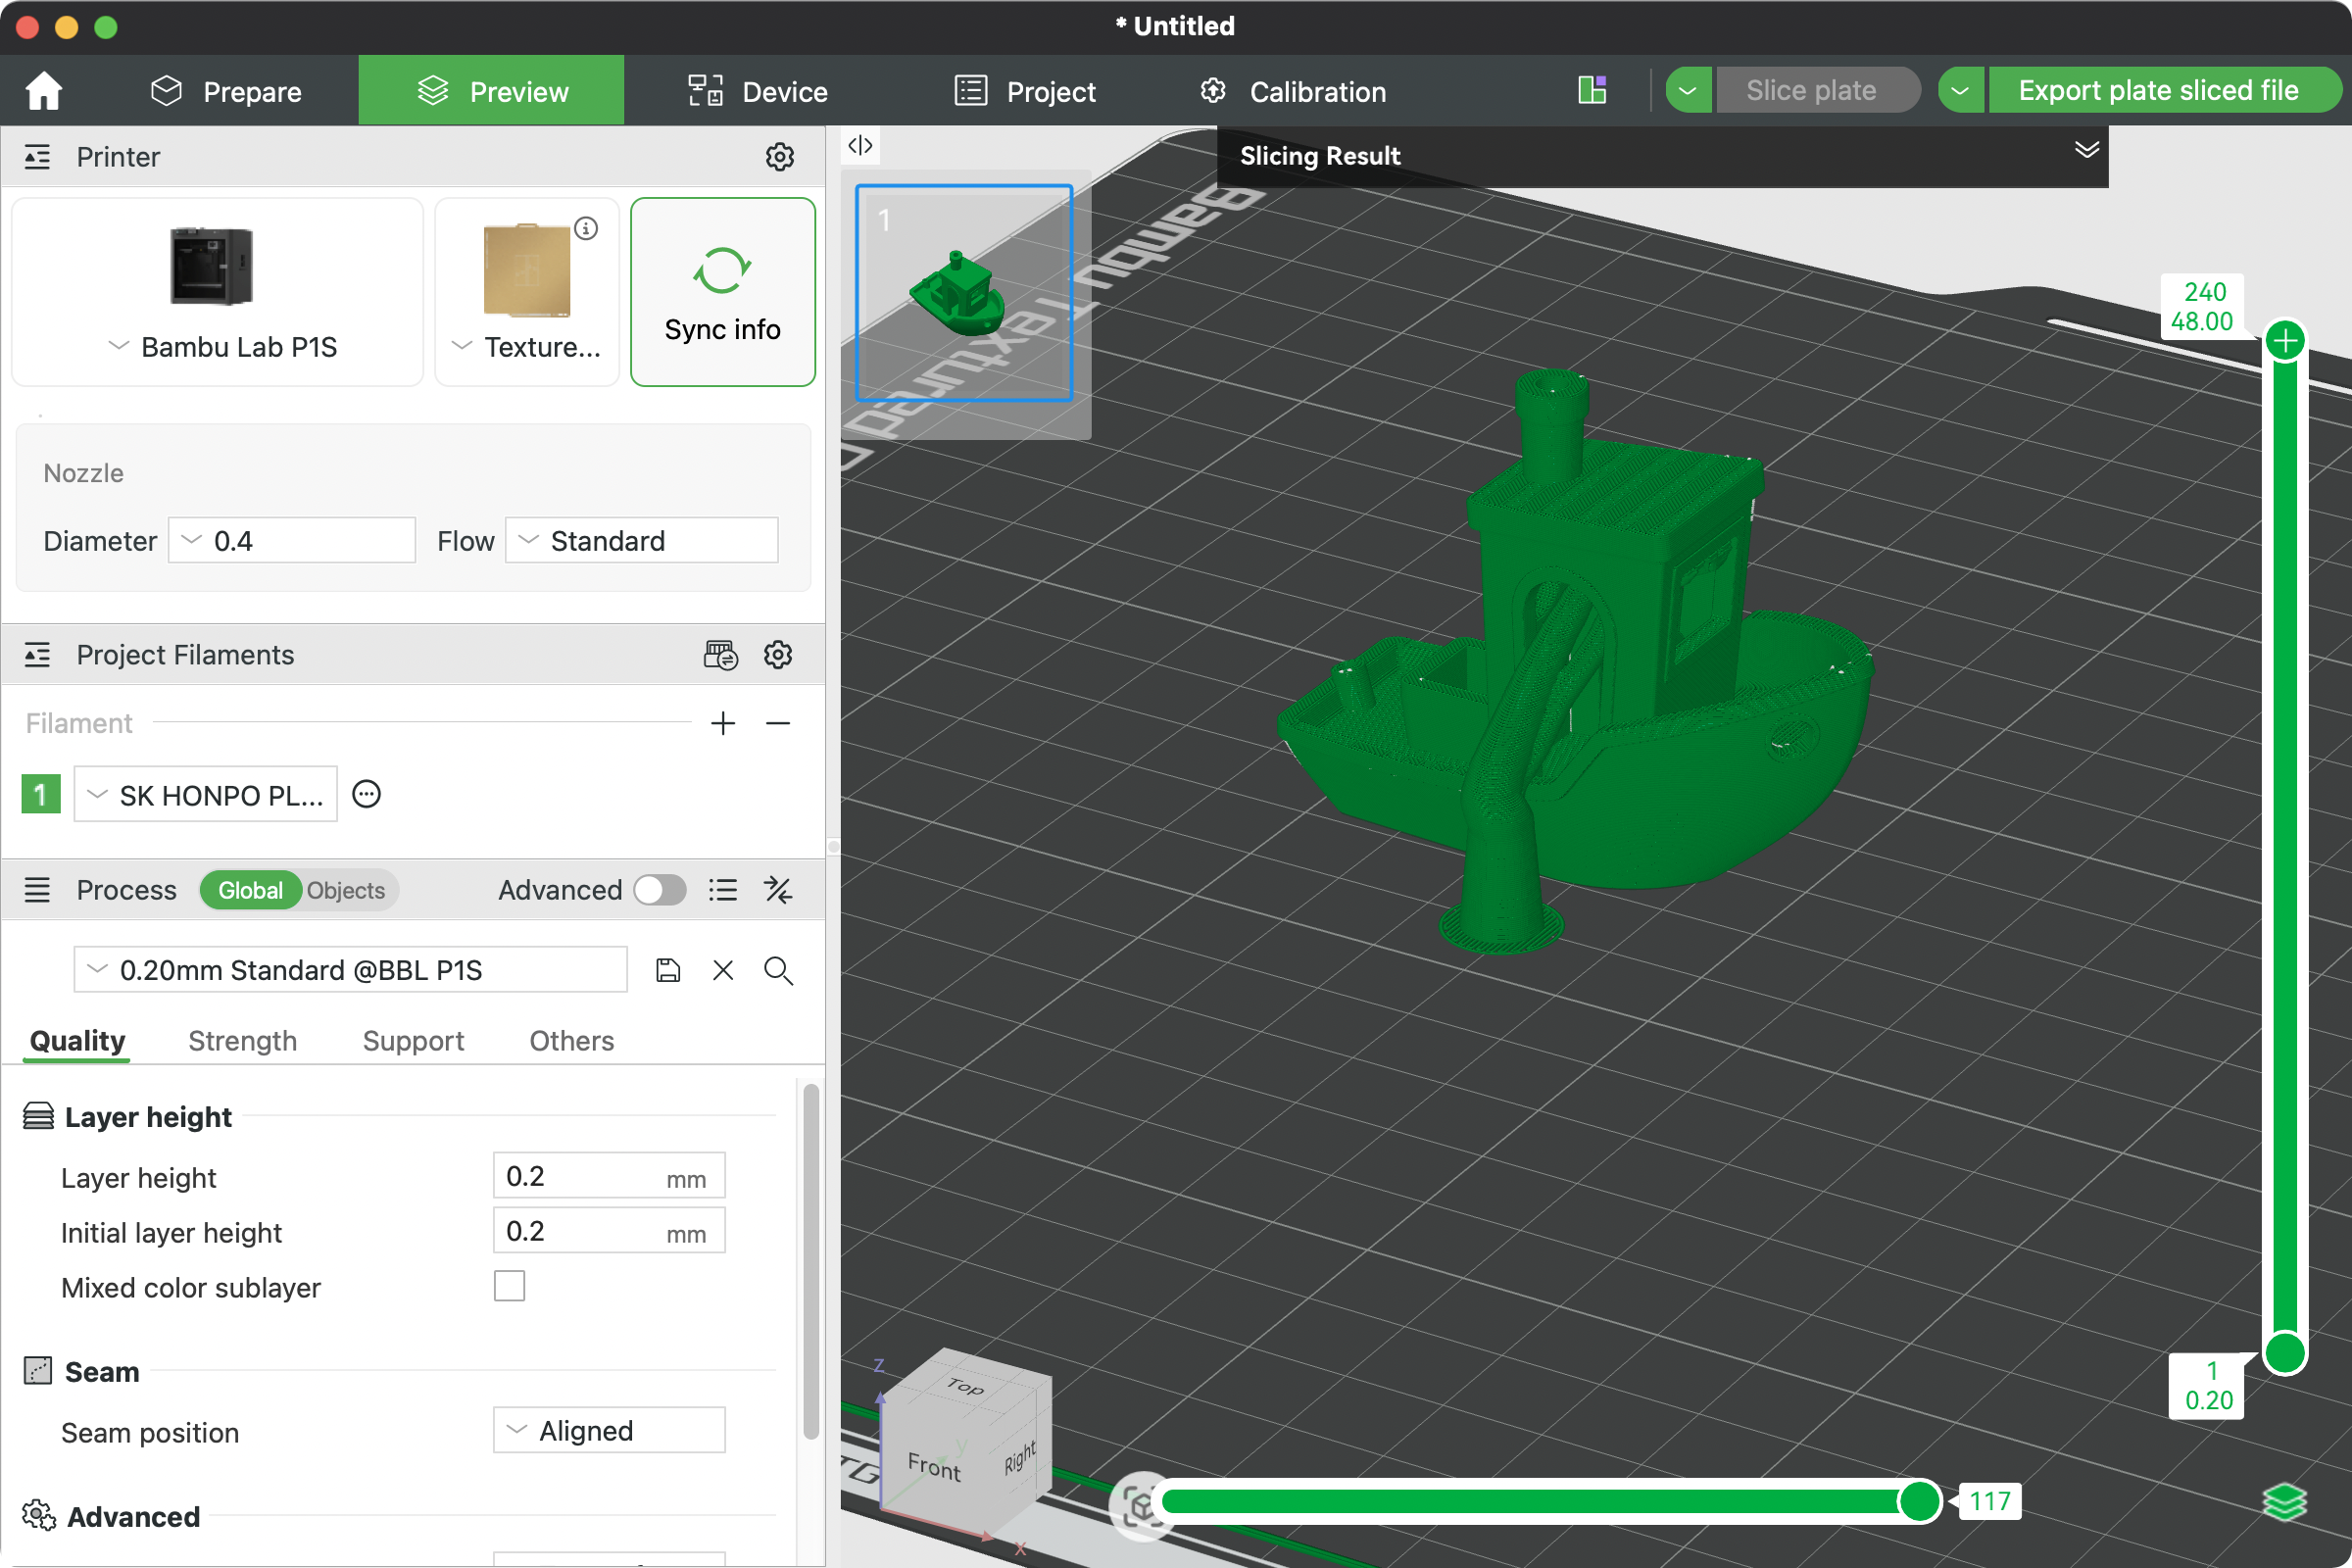 * Untitled
Prepare
Preview
Device
Project
Calibration
Slice plate
Export plate sliced file
Printer
Bambu Lab P1S
Texture...
Sync info
Nozzle
Diameter
0.4
Flow
Standard
Project Filaments
Filament
1
SK HONPO PL...
Process
Global
Objects
Advanced
0.20mm Standard @BBL P1S
Quality
Strength
Support
Others
Layer height
Layer height
0.2
mm
Initial layer height
0.2
mm
Mixed color sublayer
Seam
Seam position
Aligned
Advanced
1
Slicing Result
Bambu Textured
240
48.00
1
0.20
Z
Top
Front
Right
Y
X
117